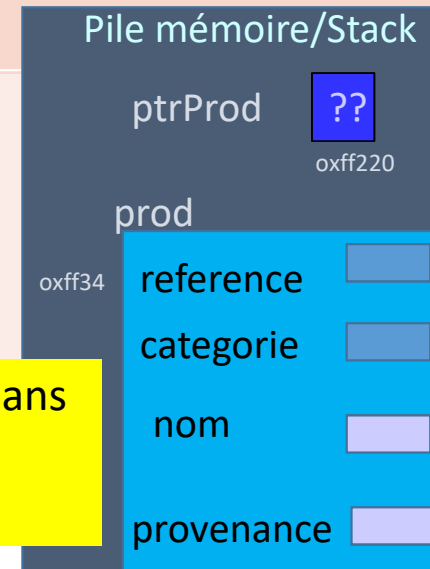 Pile mémoire/Stack
ptrProd ??
oxff220
prod
oxff34 reference
categorie
ans
nom
provenance